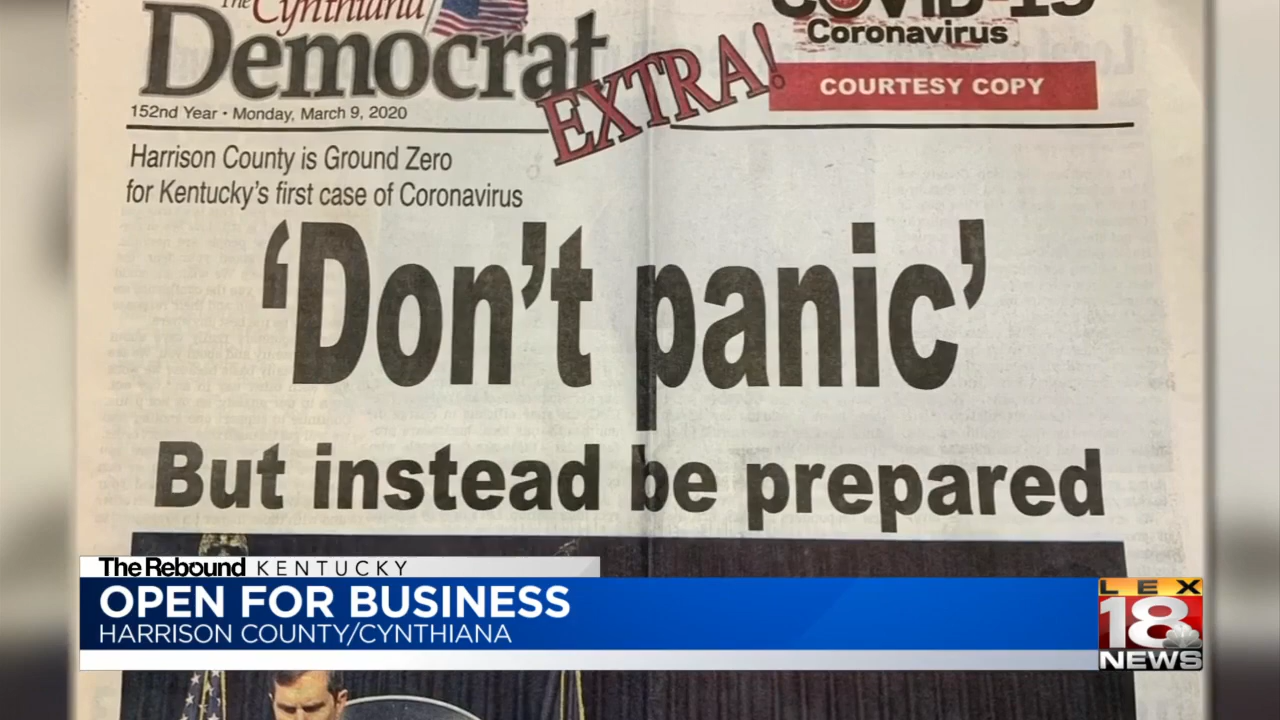 The Cynthiana
Democrat
EXTRA!
COVID-19
Coronavirus
COURTESY COPY
152nd Year • Monday, March 9, 2020
Harrison County is Ground Zero
for Kentucky's first case of Coronavirus
‘Don’t panic’
But instead be prepared
The Rebound KENTUCKY
OPEN FOR BUSINESS
HARRISON COUNTY/CYNTHIANA
LEX
18
NEWS